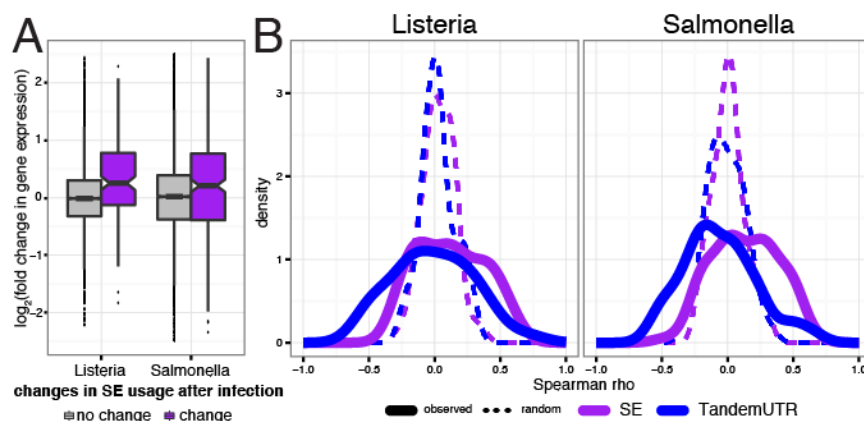 A
log2(fold change in gene expression)
2
1
0
−1
−2
Listeria
Salmonella
changes in SE usage after infection
no change
change
B
Listeria
Salmonella
density
3
2
1
0
−1.0
−0.5
0.0
0.5
1.0
−1.0
−0.5
0.0
0.5
1.0
Spearman rho
observed
random
SE
TandemUTR